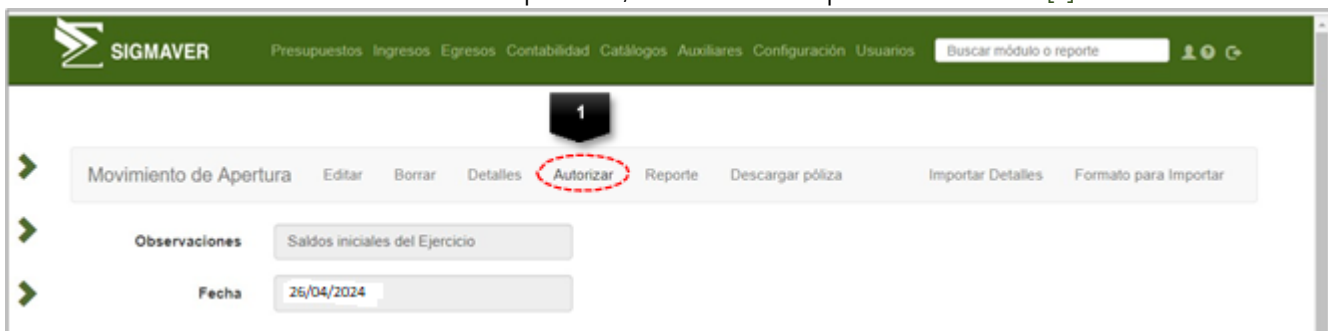 SIGMAVER Presupuestos Ingresos Egresos Contabilidad Catálogos Auxiliares Configuración Usuarios Buscar módulo o reporte
1
Movimiento de Apertura Editar Borrar Detalles Autorizar Reporte Descargar póliza Importar Detalles Formato para Importar
Observaciones Saldos iniciales del Ejercicio
Fecha 26/04/2024